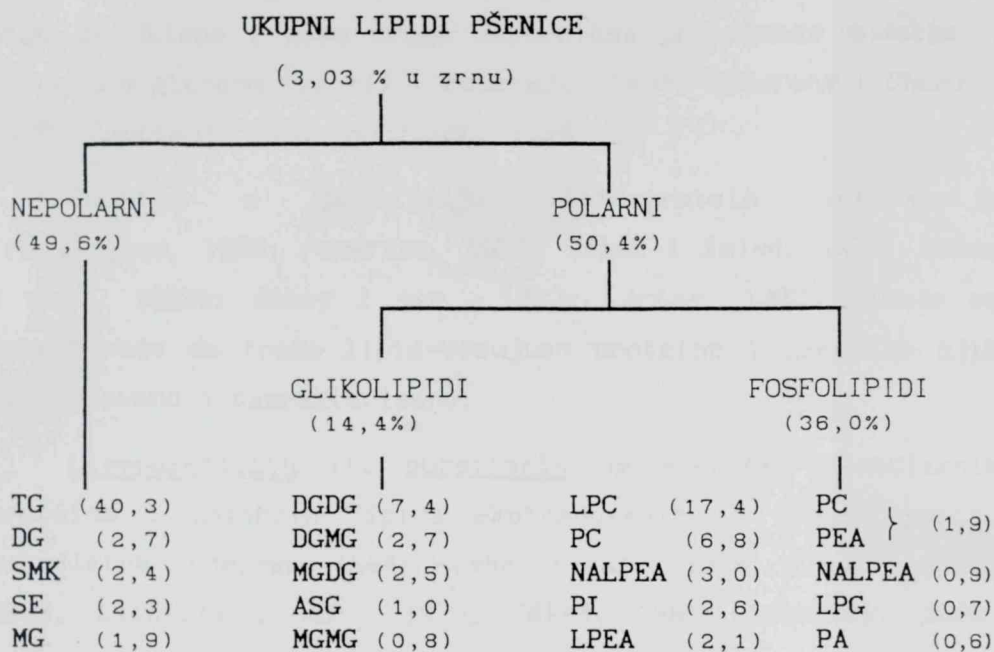 UKUPNI LIPIDI PŠENICE
(3,03 % u zrnu)
NEPOLARNI POLARNI
(49,6%) (50,4%)
GLIKOLIPIDI FOSFOLIPIDI
(14,4%) (36,0%)
TG (40,3) DGDG (7,4) LPC (17,4) PC
DG (2,7) DGMG (2,7) PC (6,8) PEA } (1,9)
SMK (2,4) MGDG (2,5) NALPEA (3,0) NALPEA (0,9)
SE (2,3) ASG (1,0) PI (2,6) LPG (0,7)
MG (1,9) MGMG (0,8) LPEA (2,1) PA (0,6)